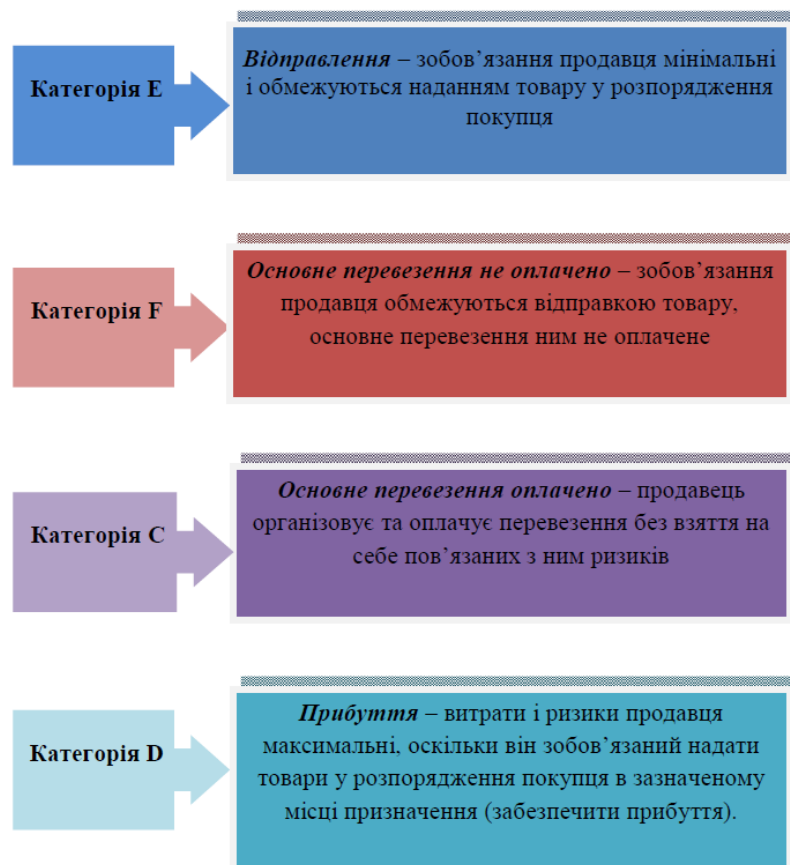 Категорія Е
Відправлення – зобов’язання продавця мінімальні
і обмежуються наданням товару у розпорядження
покупця
Категорія F
Основне перевезення не оплачено – зобов’язання
продавця обмежуються відправкою товару,
основне перевезення ним не оплачене
Категорія С
Основне перевезення оплачено – продавець
організовує та оплачує перевезення без взяття на
себе пов’язаних з ним ризиків
Категорія D
Прибуття – витрати і ризики продавця
максимальні, оскільки він зобов’язаний надати
товари у розпорядження покупця в зазначеному
місці призначення (забезпечити прибуття).